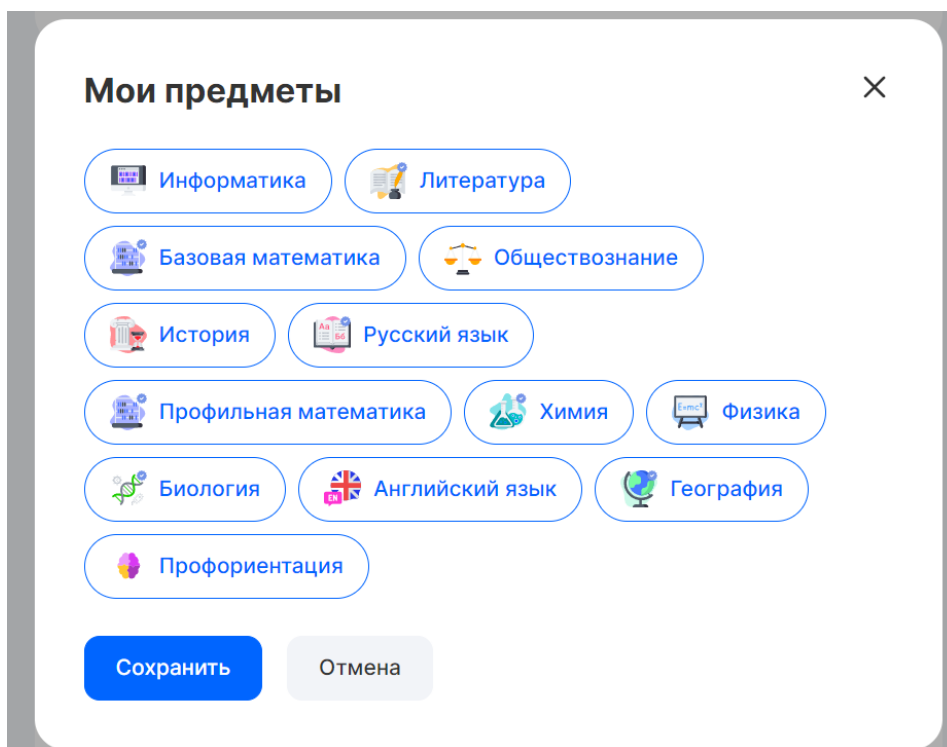 Мои предметы
Информатика Литература
Базовая математика Обществознание
История Русский язык
Профильная математика Химия Физика
Биология Английский язык География
Профориентация
Сохранить Отмена